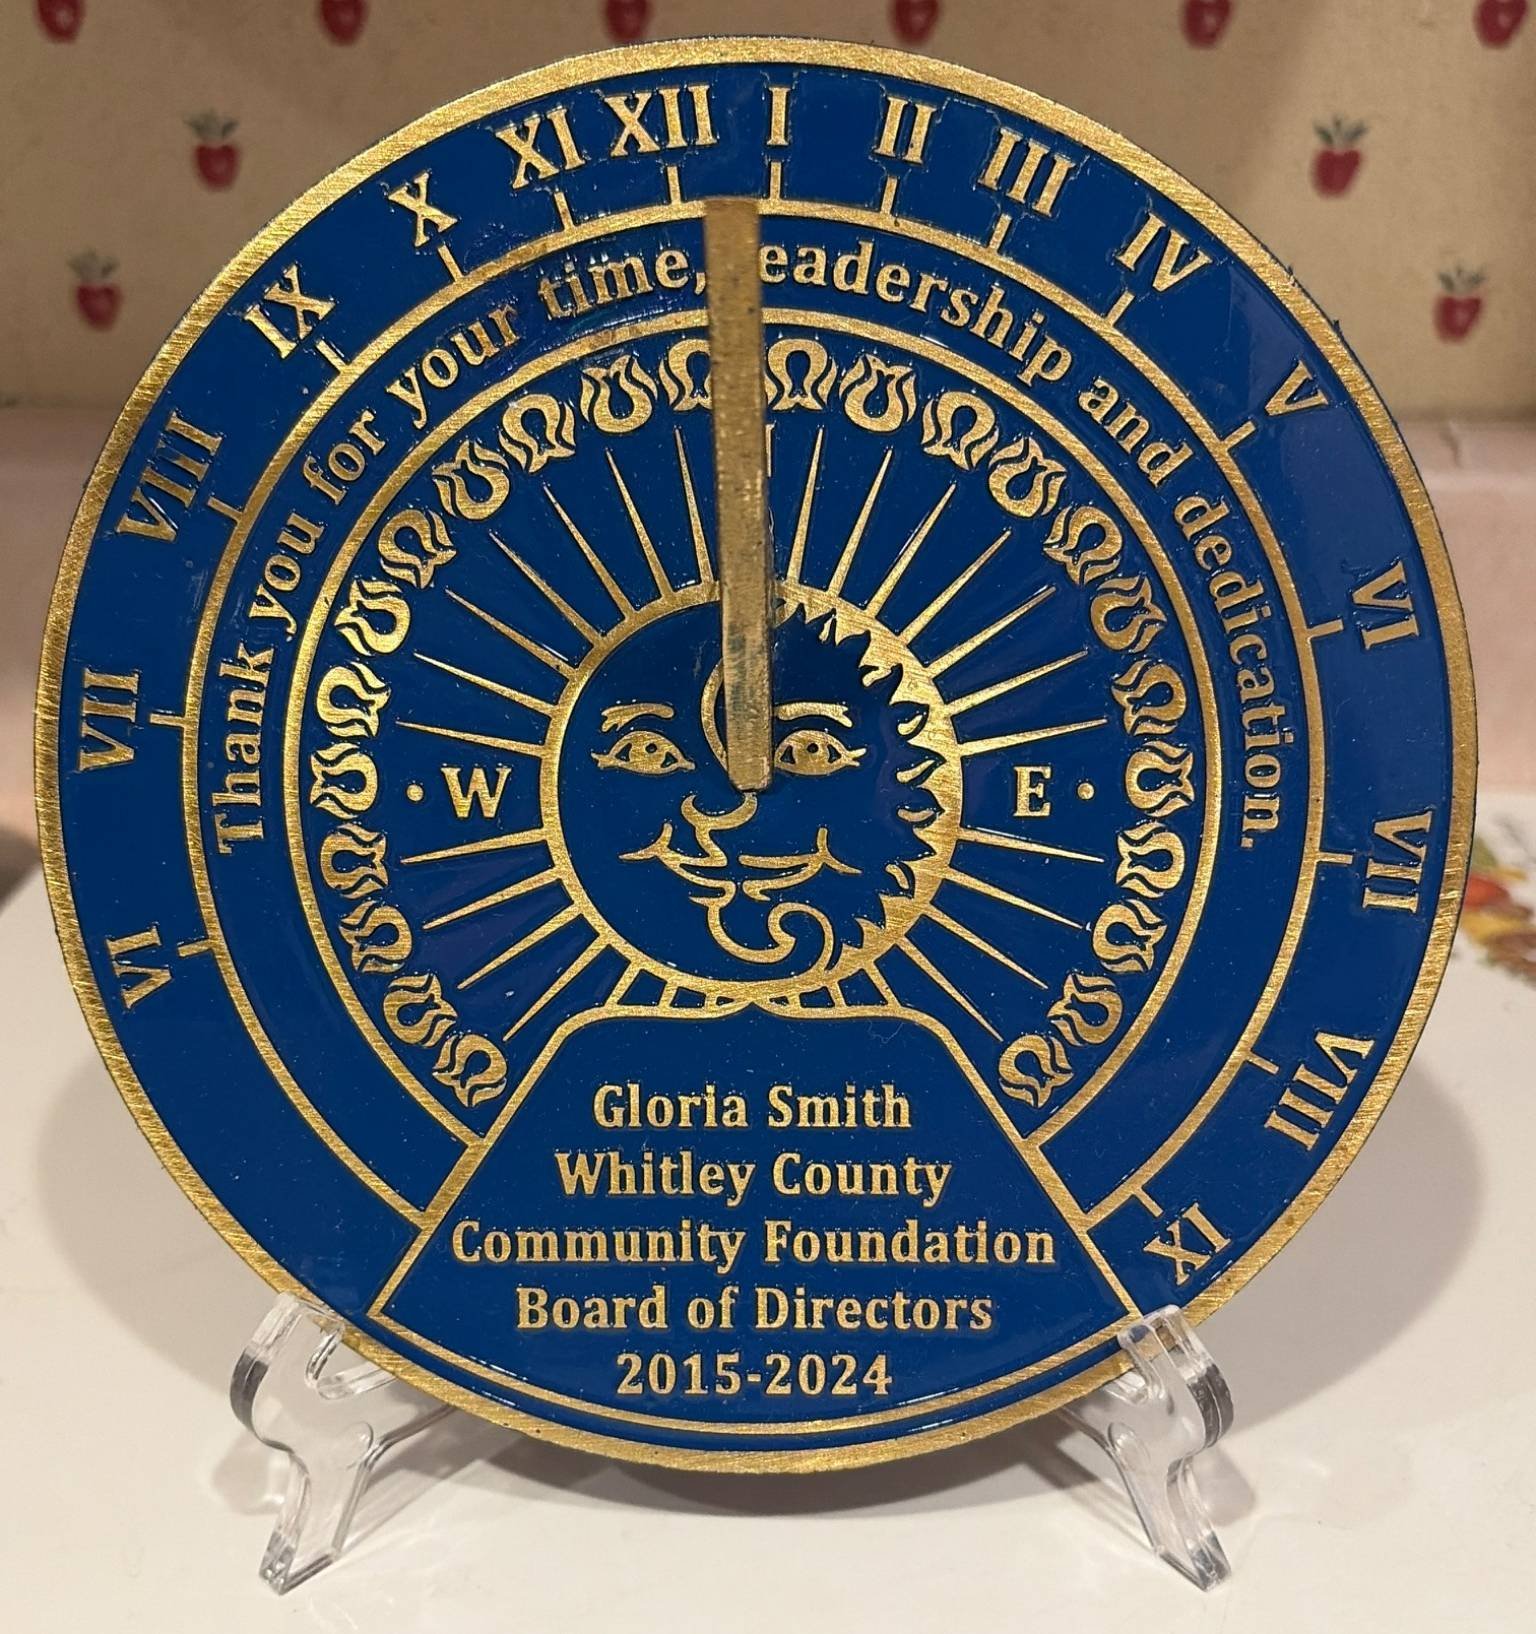 VI VII VIII IX X XI XII I II III IV V VI VII VIII IX
Thank you for your time, leadership and dedication.
W E
Gloria Smith
Whitley County
Community Foundation
Board of Directors
2015-2024